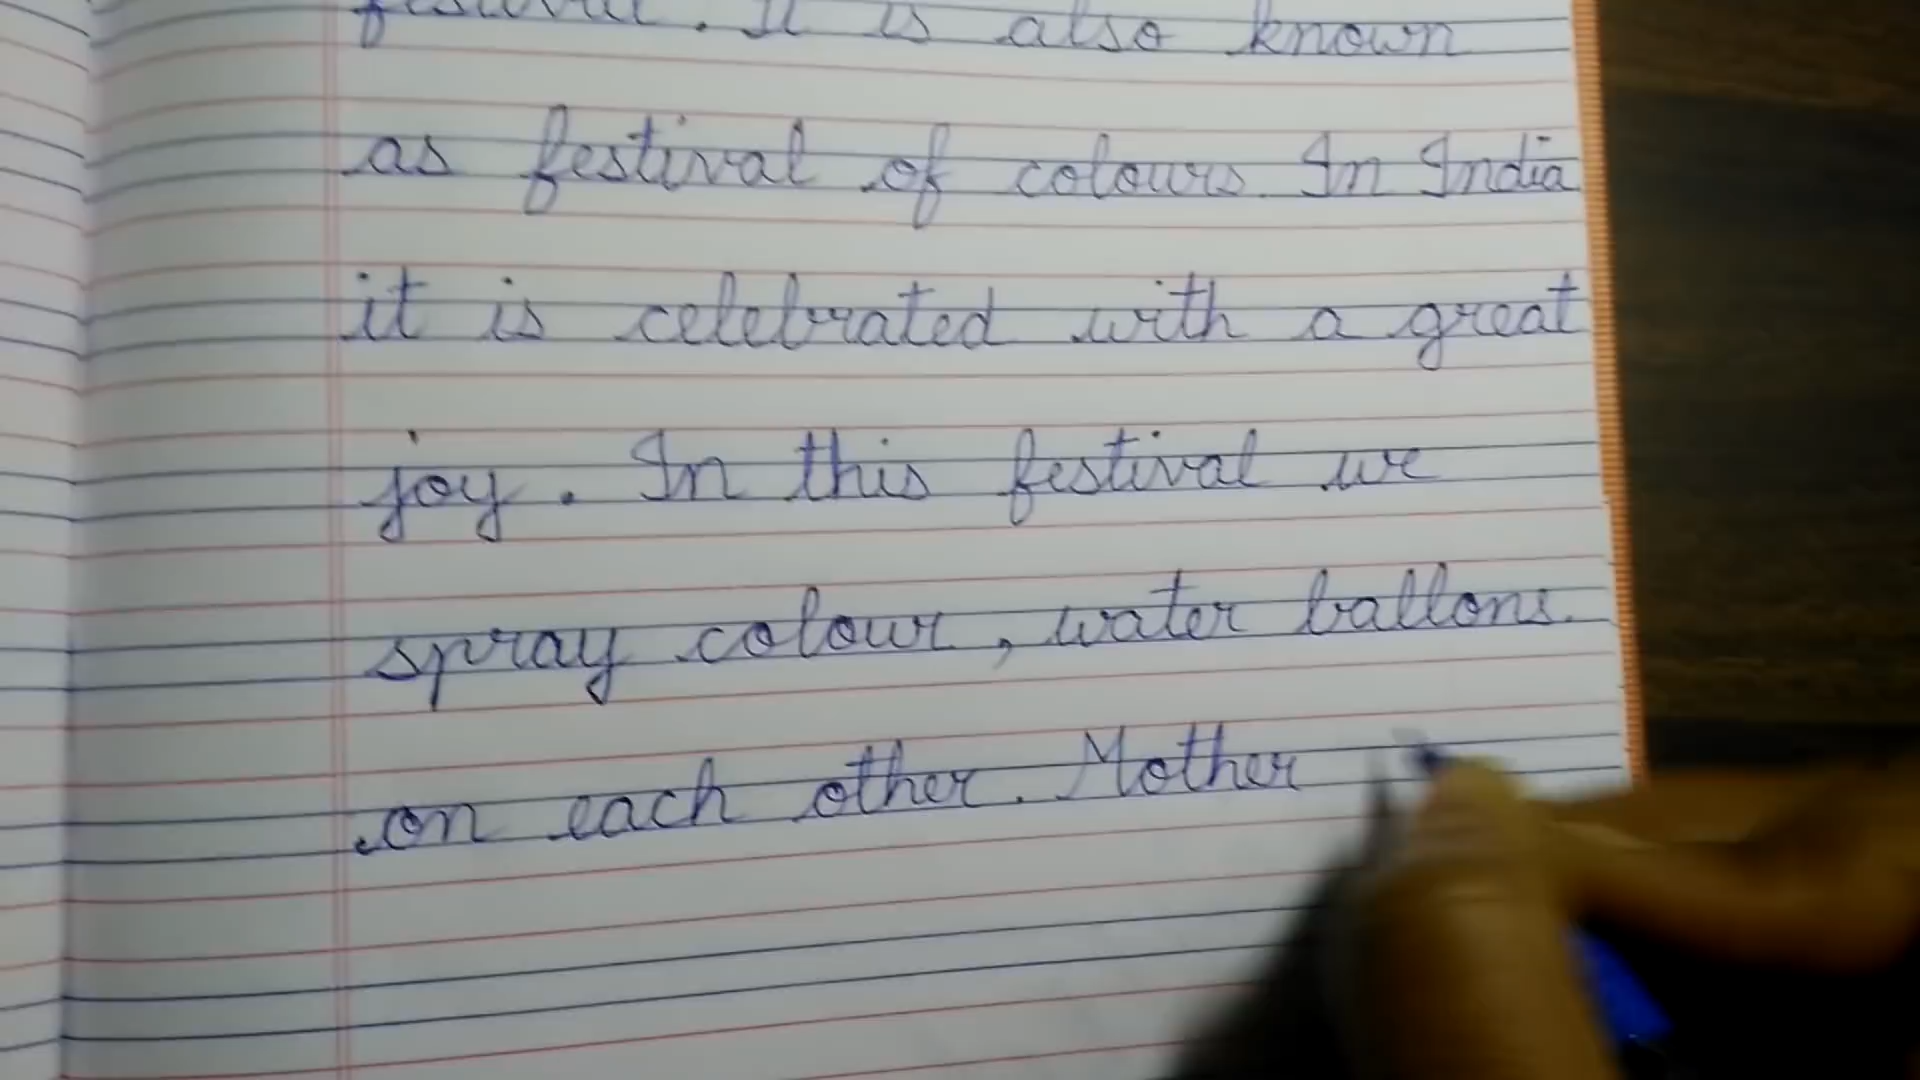 festival. It is also known
as festival of colours. In India
it is celebrated with a great
joy. In this festival we
spray colour, water ballons.
on each other. Mother